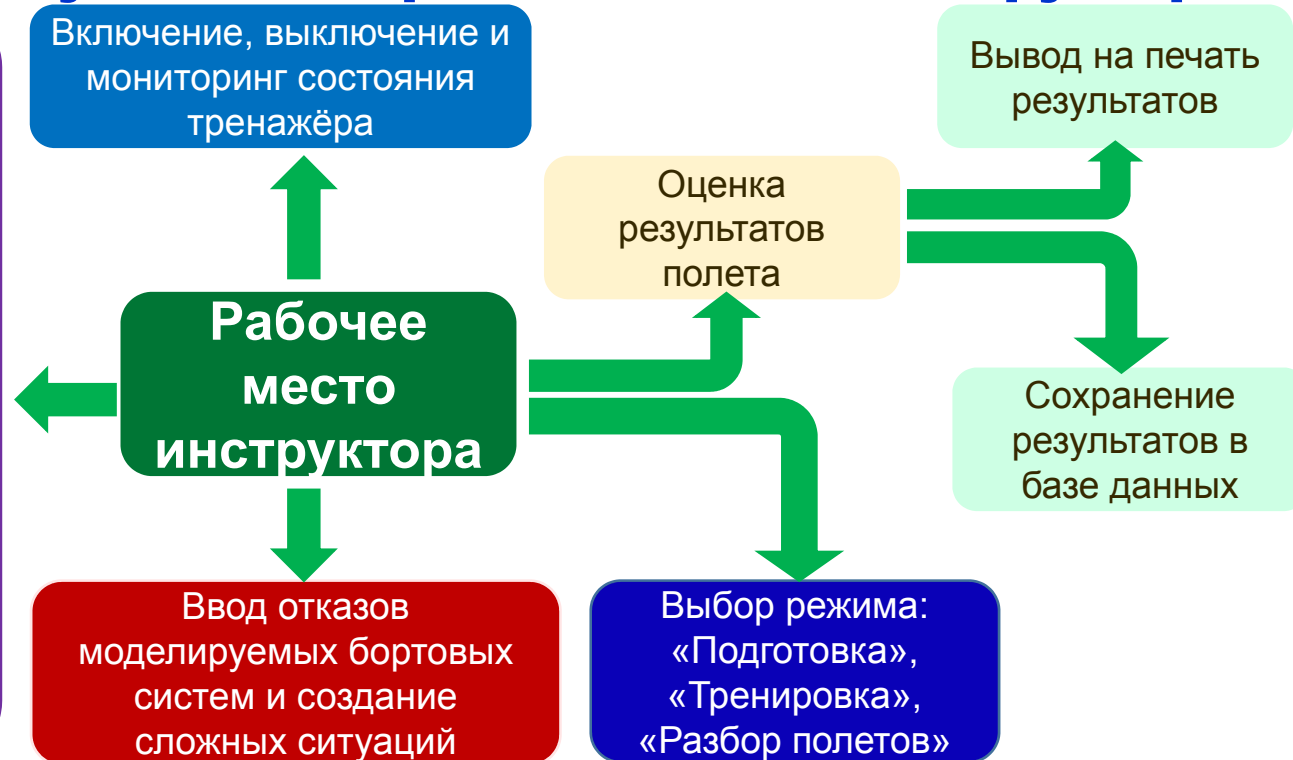 Включение, выключение и
мониторинг состояния
тренажёра
Вывод на печать
результатов
Оценка
результатов
полета
Рабочее
место
инструктора
Сохранение
результатов в
базе данных
Ввод отказов
моделируемых бортовых
систем и создание
сложных ситуаций
Выбор режима:
«Подготовка»,
«Тренировка»,
«Разбор полетов»